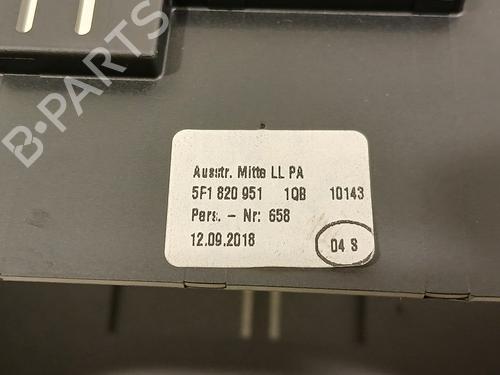 B-PARTS
Ausstr. Mitte LL PA
5F1 820 951 1QB 10143
Pers. - Nr: 658
12.09.2018 04 S